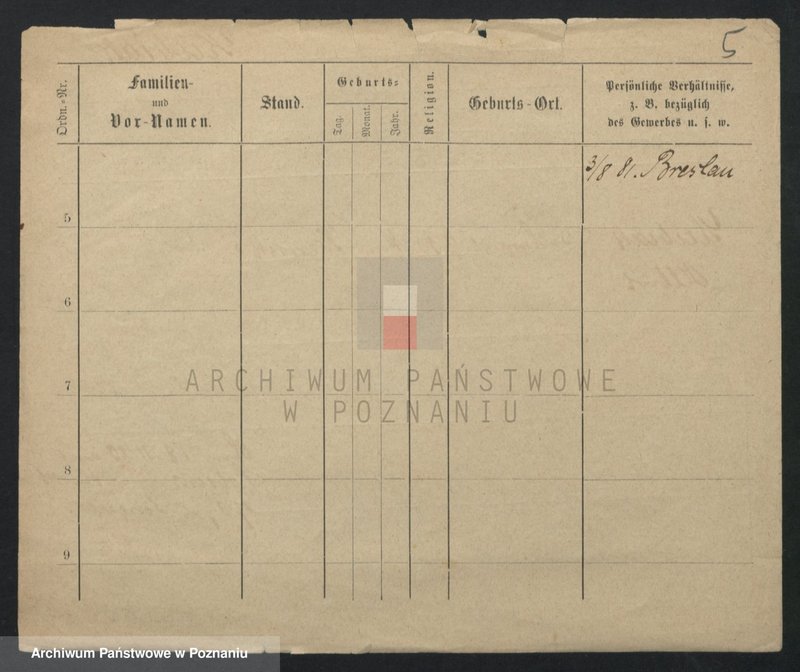 5
Ordn.-Nr.
Familien-
und
Vor-Namen.
Stand.
Geburts-
Tag.
Monat.
Jahr.
Religion.
Geburts-Ort.
Persönliche Verhältnisse,
z. B. bezüglich
des Gewerbes u. s. w.
3/8 81. Breslau
5
6
7
8
9
ARCHIWUM PAŃSTWOWE
W POZNANIU
Archiwum Państwowe w Poznaniu